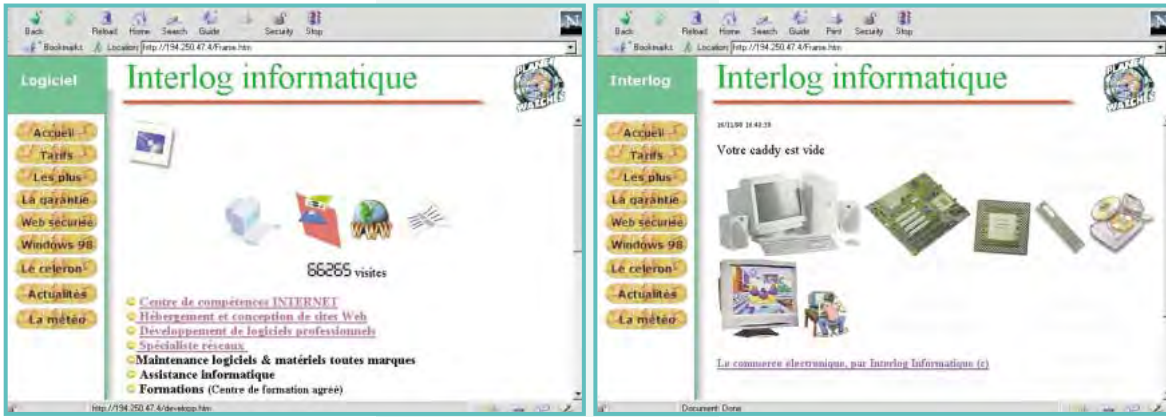 Back Reload Home Search Guide Security Stop
Bookmarks Location: http://194.250.47.4/Frame.htm
Logiciel
Interlog informatique
PLANET WATCHES
Accueil
Tarifs
Les plus
La garantie
Web sécurisé
Windows 98
Le celeron
Actualités
La météo
WWW
66265 visites
Centre de compétences INTERNET
Hébergement et conception de sites Web
Développement de logiciels professionnels
Spécialiste réseaux
Maintenance logiciels & matériels toutes marques
Assistance informatique
Formations (Centre de formation agréé)
http://194.250.47.4/develop.htm
Back Reload Home Search Guide Print Security Stop
Bookmarks Location: http://194.250.47.4/Frame.htm
Interlog
Interlog informatique
PLANET WATCHES
Accueil
Tarifs
Les plus
La garantie
Web sécurisé
Windows 98
Le celeron
Actualités
La météo
Votre caddy est vide
Le commerce électronique, par Interlog Informatique (c)
Document: Done